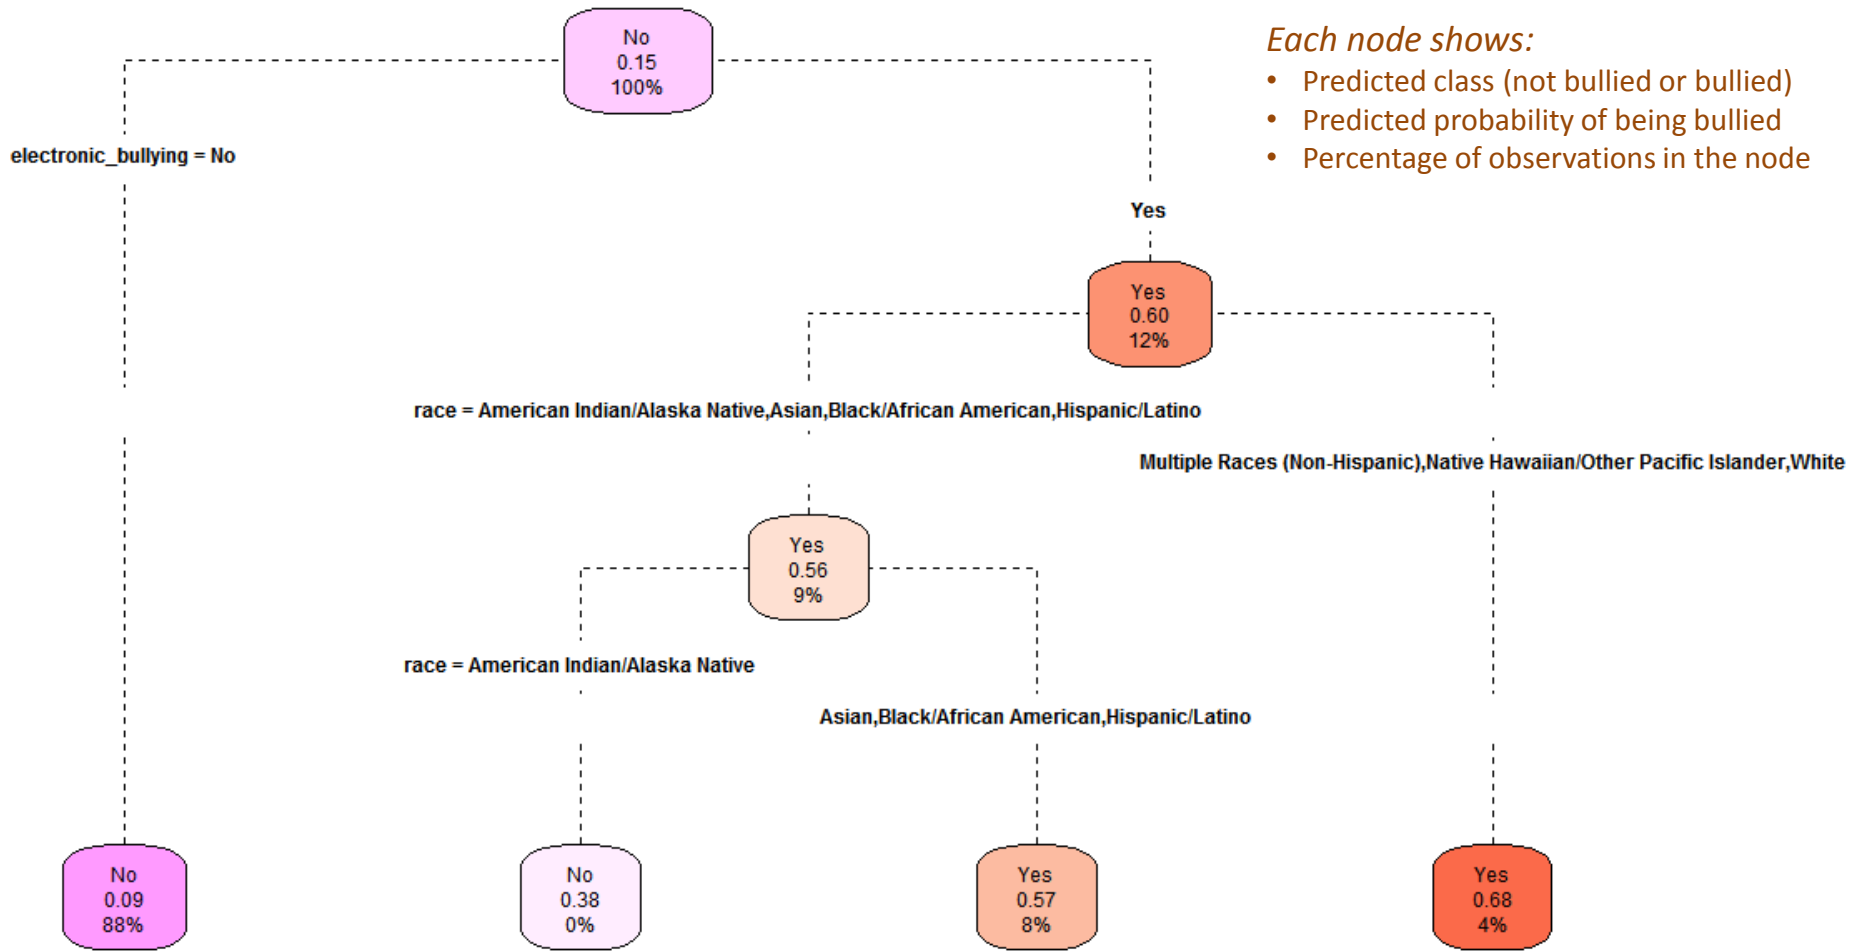 No
0.15
100%
Each node shows:
• Predicted class (not bullied or bullied)
• Predicted probability of being bullied
• Percentage of observations in the node
electronic_bullying = No
Yes
Yes
0.60
12%
race = American Indian/Alaska Native,Asian,Black/African American,Hispanic/Latino
Multiple Races (Non-Hispanic),Native Hawaiian/Other Pacific Islander,White
Yes
0.56
9%
race = American Indian/Alaska Native
Asian,Black/African American,Hispanic/Latino
No
0.09
88%
No
0.38
0%
Yes
0.57
8%
Yes
0.68
4%